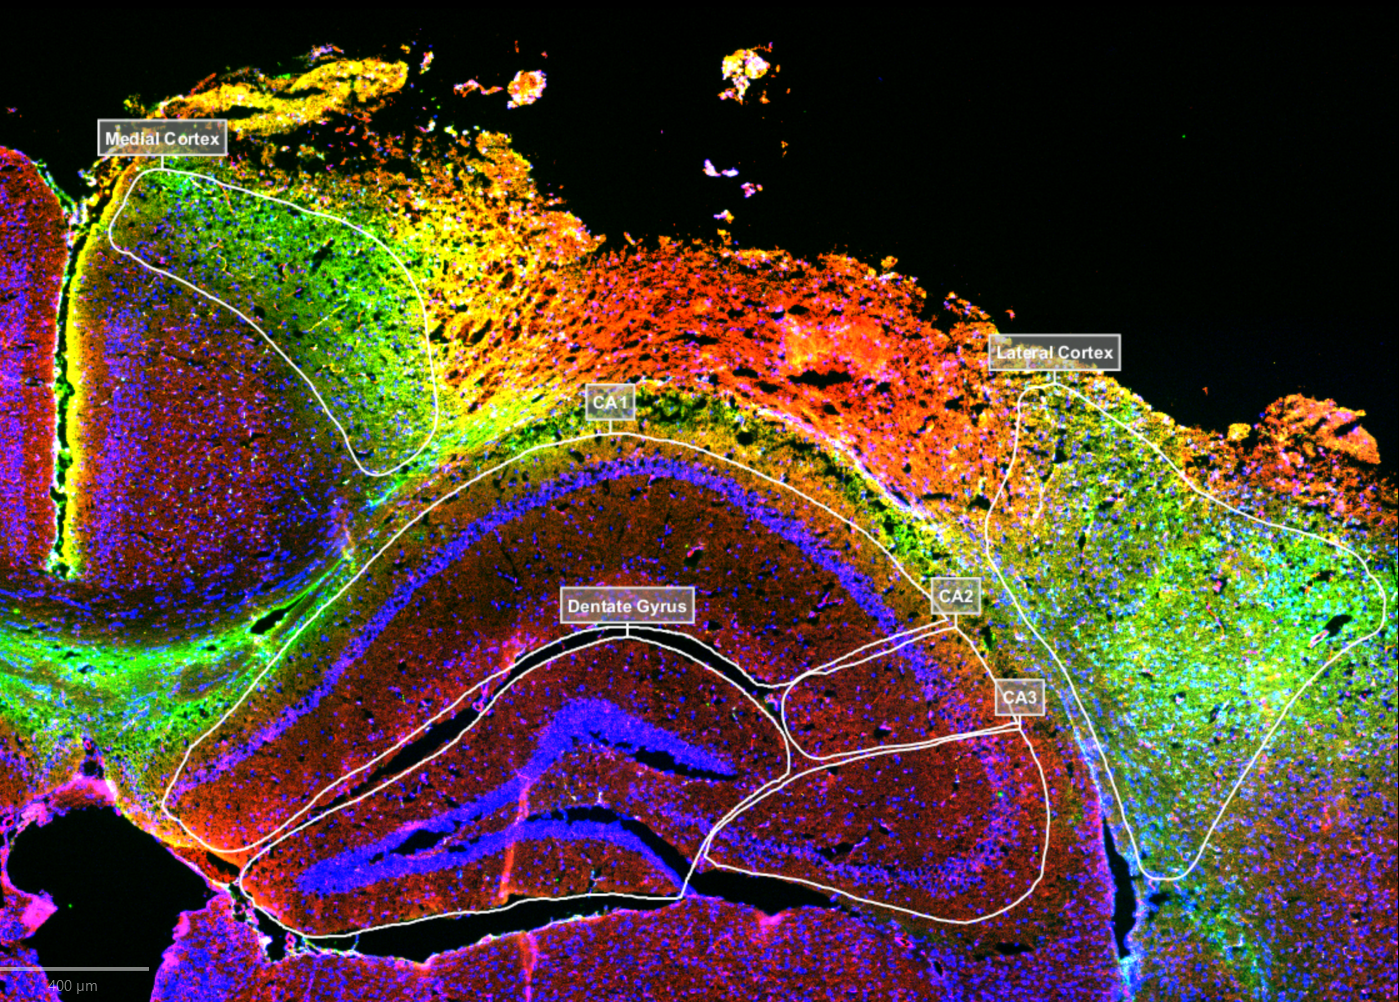 Medial Cortex
Lateral Cortex
CA1
CA2
Dentate Gyrus
CA3
400 µm